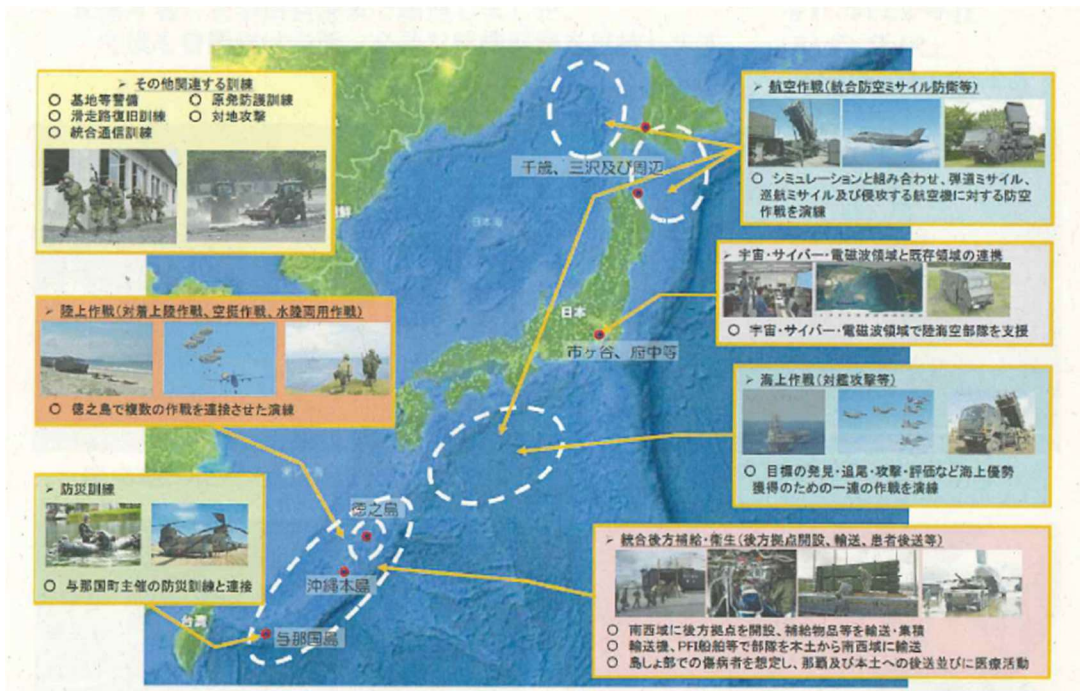 ➢ その他関連する訓練
○ 基地等警備 ○ 原発防護訓練
○ 滑走路復旧訓練 ○ 対地攻撃
○ 統合通信訓練
➢ 航空作戦(統合防空ミサイル防衛等)
○ シミュレーションと組み合わせ、弾道ミサイル、
巡航ミサイル及び侵攻する航空機に対する防空
作戦を演練
千歳、三沢及び周辺
日本海
➢ 宇宙・サイバー・電磁波領域と既存領域の連携
○ 宇宙・サイバー・電磁波領域で陸海空部隊を支援
日本
市ヶ谷、府中等
➢ 陸上作戦(対着上陸作戦、空挺作戦、水陸両用作戦)
○ 徳之島で複数の作戦を連接させた演練
➢ 海上作戦(対艦攻撃等)
○ 目標の発見・追尾・攻撃・評価など海上優勢
獲得のための一連の作戦を演練
➢ 防災訓練
○ 与那国町主催の防災訓練と連接
徳之島
沖縄本島
与那国島
台湾
➢ 統合後方補給・衛生(後方拠点開設、輸送、患者後送等)
○ 南西域に後方拠点を開設、補給物品等を輸送・集積
○ 輸送機、PFI船舶等で部隊を本土から南西域に輸送
○ 島しょ部での傷病者を想定し、那覇及び本土への後送並びに医療活動